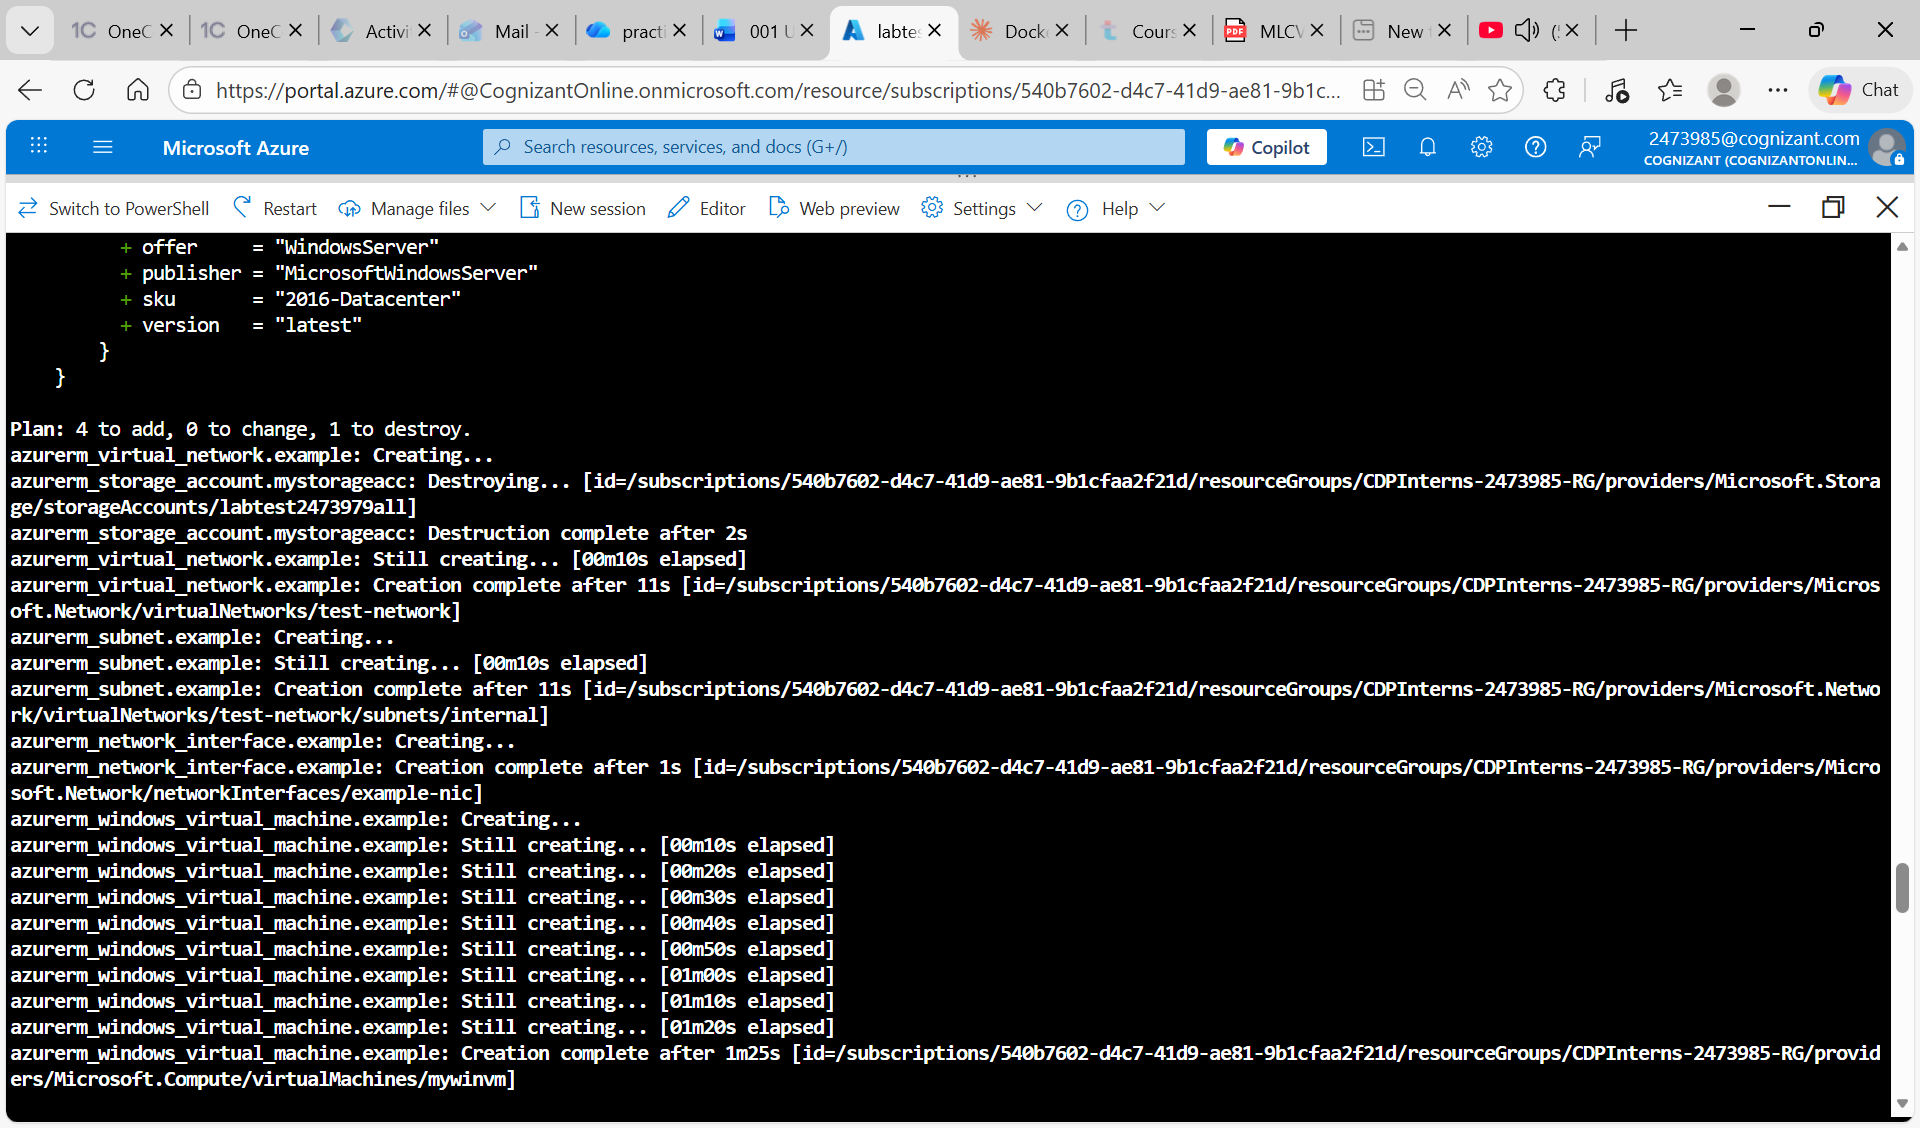 OneC
OneC
Activi
Mail -
practi
001 U
labtes
Docke
Cours
MLCV
New t
https://portal.azure.com/#@CognizantOnline.onmicrosoft.com/resource/subscriptions/540b7602-d4c7-41d9-ae81-9b1c...
Chat
Microsoft Azure
Search resources, services, and docs (G+/)
Copilot
2473985@cognizant.com
COGNIZANT (COGNIZANTONLIN...
Switch to PowerShell
Restart
Manage files
New session
Editor
Web preview
Settings
Help
+ offer     = "WindowsServer"
+ publisher = "MicrosoftWindowsServer"
+ sku       = "2016-Datacenter"
+ version   = "latest"
}
}
Plan: 4 to add, 0 to change, 1 to destroy.
azurerm_virtual_network.example: Creating...
azurerm_storage_account.mystorageacc: Destroying... [id=/subscriptions/540b7602-d4c7-41d9-ae81-9b1cfaa2f21d/resourceGroups/CDPInterns-2473985-RG/providers/Microsoft.Stora
ge/storageAccounts/labtest2473979all]
azurerm_storage_account.mystorageacc: Destruction complete after 2s
azurerm_virtual_network.example: Still creating... [00m10s elapsed]
azurerm_virtual_network.example: Creation complete after 11s [id=/subscriptions/540b7602-d4c7-41d9-ae81-9b1cfaa2f21d/resourceGroups/CDPInterns-2473985-RG/providers/Micros
oft.Network/virtualNetworks/test-network]
azurerm_subnet.example: Creating...
azurerm_subnet.example: Still creating... [00m10s elapsed]
azurerm_subnet.example: Creation complete after 11s [id=/subscriptions/540b7602-d4c7-41d9-ae81-9b1cfaa2f21d/resourceGroups/CDPInterns-2473985-RG/providers/Microsoft.Netwo
rk/virtualNetworks/test-network/subnets/internal]
azurerm_network_interface.example: Creating...
azurerm_network_interface.example: Creation complete after 1s [id=/subscriptions/540b7602-d4c7-41d9-ae81-9b1cfaa2f21d/resourceGroups/CDPInterns-2473985-RG/providers/Micro
soft.Network/networkInterfaces/example-nic]
azurerm_windows_virtual_machine.example: Creating...
azurerm_windows_virtual_machine.example: Still creating... [00m10s elapsed]
azurerm_windows_virtual_machine.example: Still creating... [00m20s elapsed]
azurerm_windows_virtual_machine.example: Still creating... [00m30s elapsed]
azurerm_windows_virtual_machine.example: Still creating... [00m40s elapsed]
azurerm_windows_virtual_machine.example: Still creating... [00m50s elapsed]
azurerm_windows_virtual_machine.example: Still creating... [01m00s elapsed]
azurerm_windows_virtual_machine.example: Still creating... [01m10s elapsed]
azurerm_windows_virtual_machine.example: Still creating... [01m20s elapsed]
azurerm_windows_virtual_machine.example: Creation complete after 1m25s [id=/subscriptions/540b7602-d4c7-41d9-ae81-9b1cfaa2f21d/resourceGroups/CDPInterns-2473985-RG/provid
ers/Microsoft.Compute/virtualMachines/mywinvm]